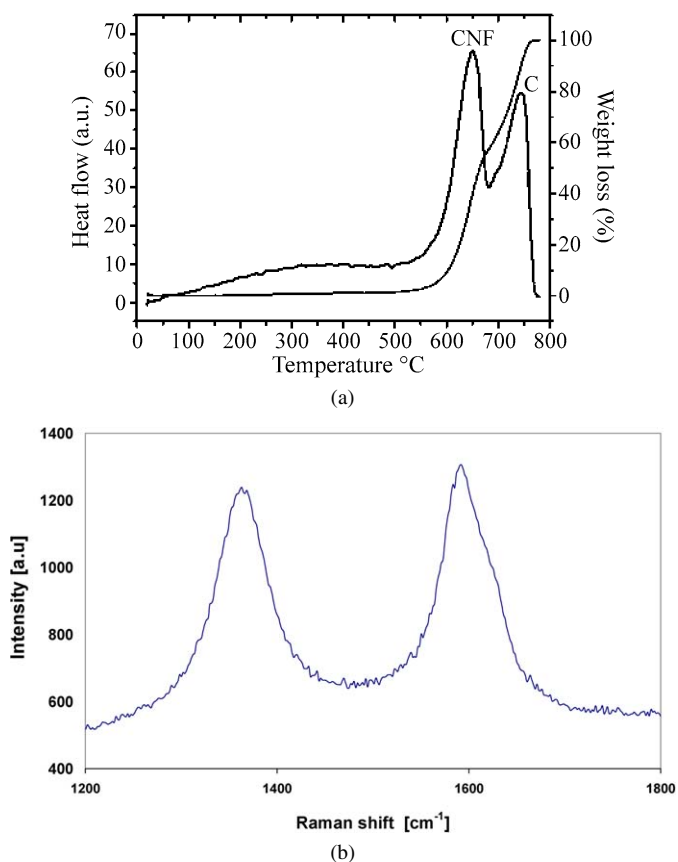 70
60
50
40
30
20
10
0
Heat flow (a.u.)
CNF
C
100
80
60
40
20
0
Weight loss (%)
0 100 200 300 400 500 600 700 800
Temperature °C
(a)
1400
1200
1000
800
600
400
Intensity [a.u]
1200 1400 1600 1800
Raman shift [cm⁻¹]
(b)